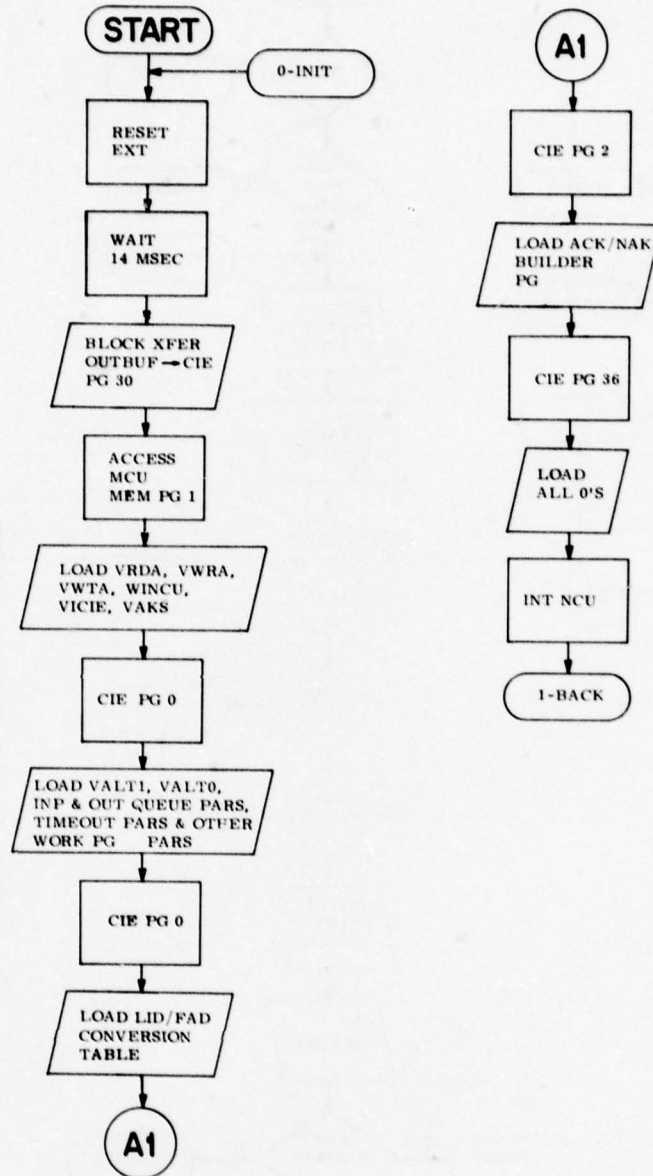 START
0-INIT
RESET
EXT
WAIT
14 MSEC
BLOCK XFER
OUTBUF → CIE
PG 30
ACCESS
MCU
MEM PG 1
LOAD VRDA, VWRA,
VWTA, WINCU,
VICIE, VAKS
CIE PG 0
LOAD VALT1, VALT0,
INP & OUT QUEUE PARS,
TIMEOUT PARS & OTHER
WORK PG PARS
CIE PG 0
LOAD LID/FAD
CONVERSION
TABLE
A1
A1
CIE PG 2
LOAD ACK/NAK
BUILDER
PG
CIE PG 36
LOAD
ALL 0'S
INT NCU
1-BACK